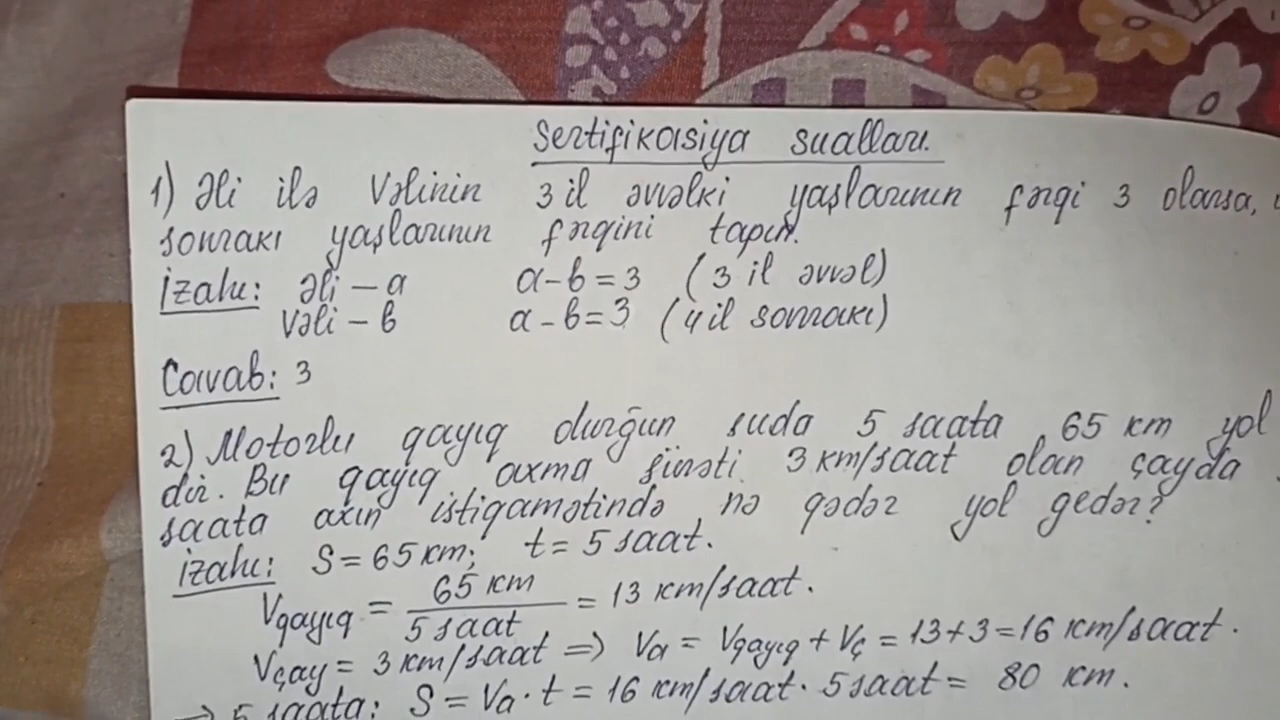 Sertifikasiya sualları.
1) Əli ilə Vəlinin 3 il əvvəlki yaşlarının fərqi 3 olarsa,
sonrakı yaşlarının fərqini tapın.
İzahı: Əli – a a-b=3 (3 il əvvəl)
Vəli – b a-b=3 (4 il sonrakı)
Cavab: 3
2) Motorlu qayıq durğun suda 5 saata 65 km yol
dir. Bu qayıq axma sürəti 3 km/saat olan çayda
saata axın istiqamətində nə qədər yol gedər?
İzahı: S=65 km; t=5 saat.
Vqayıq = 65 km / 5 saat = 13 km/saat.
Vçay = 3 km/saat => Va = Vqayıq + Vç = 13+3=16 km/saat.
=> 5 saata: S = Va · t = 16 km/saat · 5 saat = 80 km.